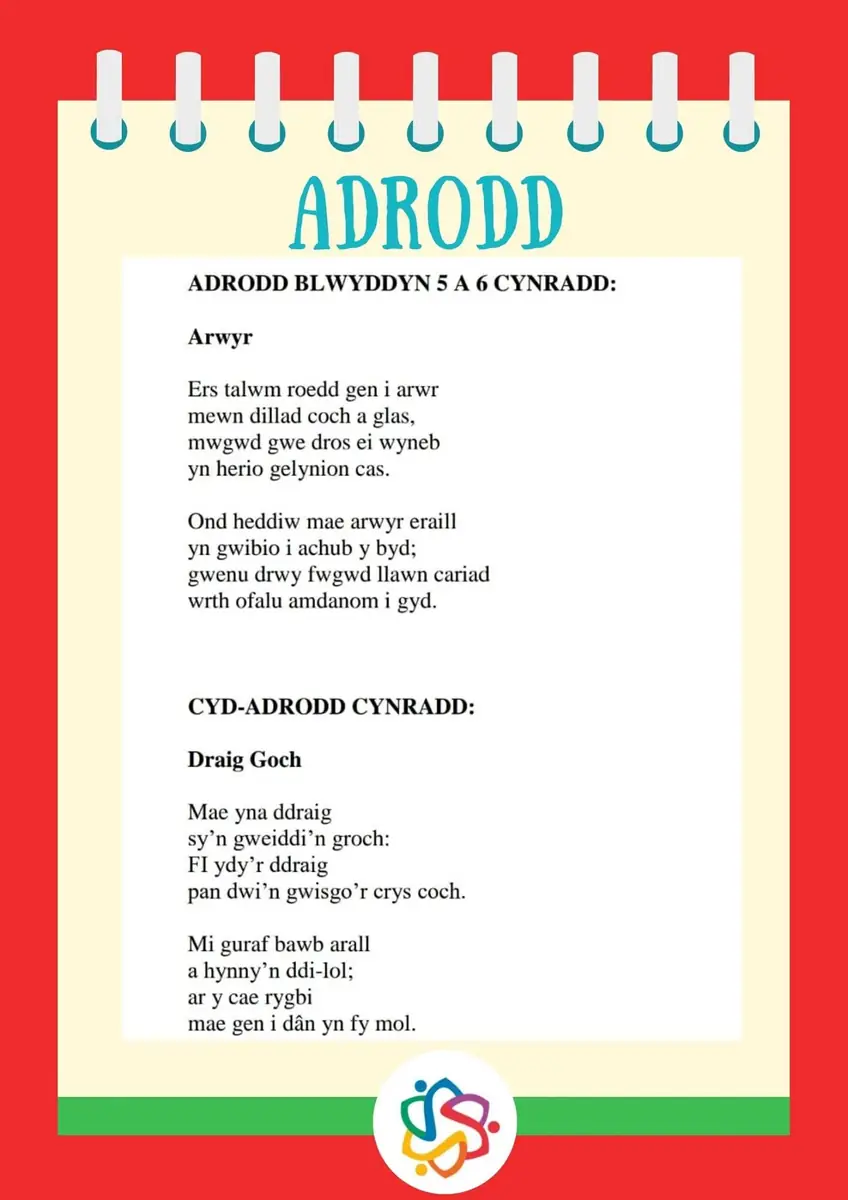 ADRODD
ADRODD BLWYDDYN 5 A 6 CYNRADD:
Arwyr
Ers talwm roedd gen i arwr
mewn dillad coch a glas,
mwgwd gwe dros ei wyneb
yn herio gelynion cas.
Ond heddiw mae arwyr eraill
yn gwibio i achub y byd;
gwenu drwy fwgwd llawn cariad
wrth ofalu amdanom i gyd.
CYD-ADRODD CYNRADD:
Draig Goch
Mae yna ddraig
sy’n gweiddi’n groch:
FI ydy’r ddraig
pan dwi’n gwisgo’r crys coch.
Mi guraf bawb arall
a hynny’n ddi-lol;
ar y cae rygbi
mae gen i dân yn fy mol.